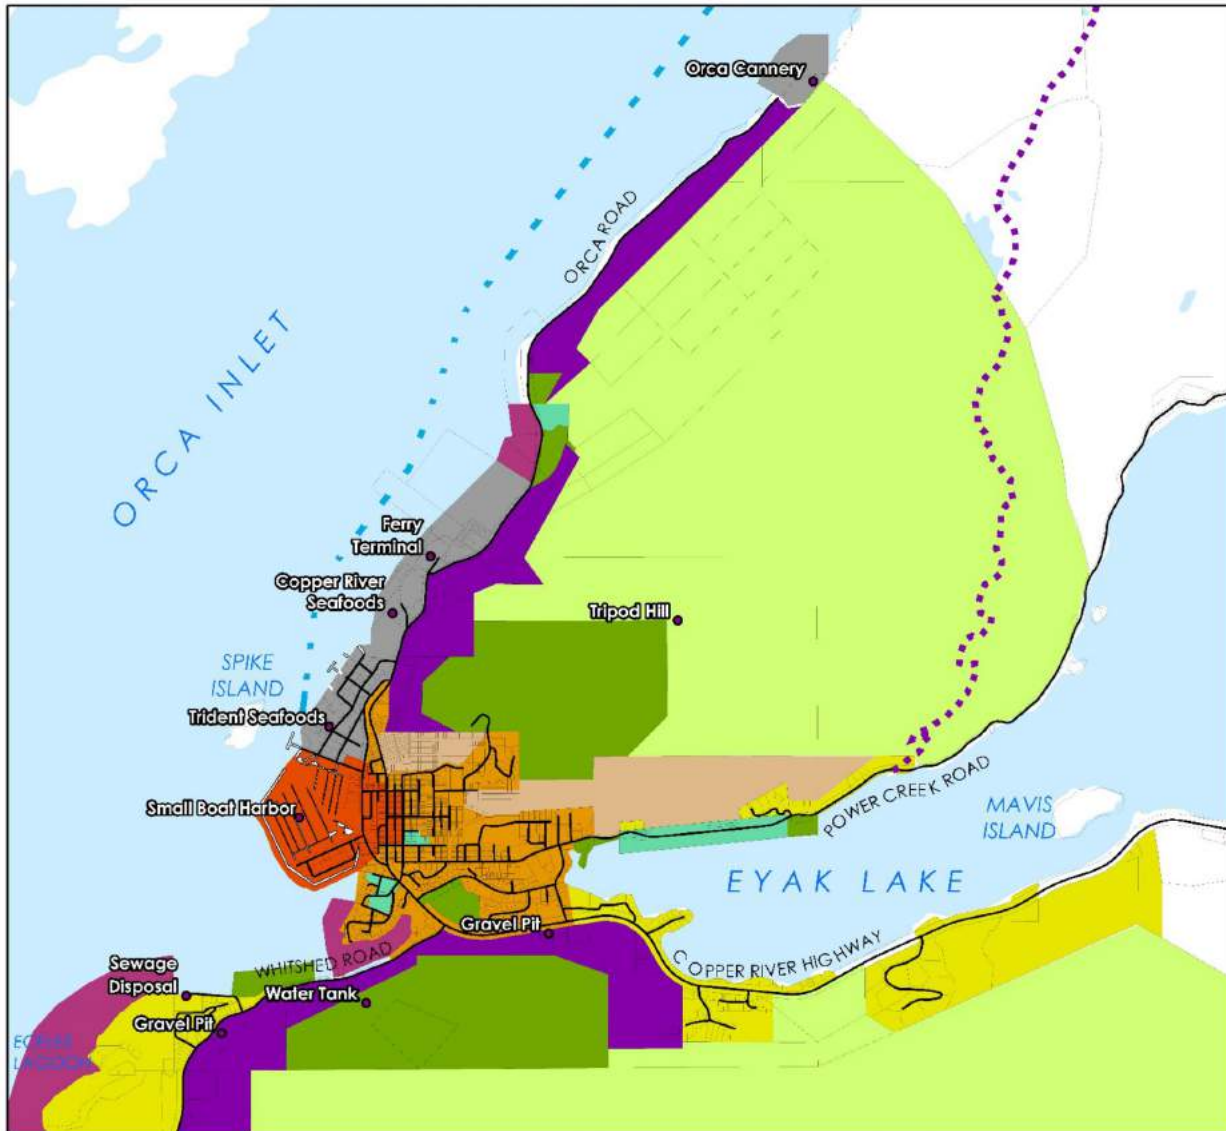 Orca Cannery
ORCA ROAD
ORCA INLET
Ferry
Terminal
Copper River
Seafoods
Tripod Hill
SPIKE
ISLAND
Trident Seafoods
Small Boat Harbor
POWER CREEK ROAD
MAVIS
ISLAND
EYAK LAKE
Gravel Pit
COPPER RIVER HIGHWAY
WHITSHED ROAD
Sewage
Disposal
Water Tank
Gravel Pit
LAGOON